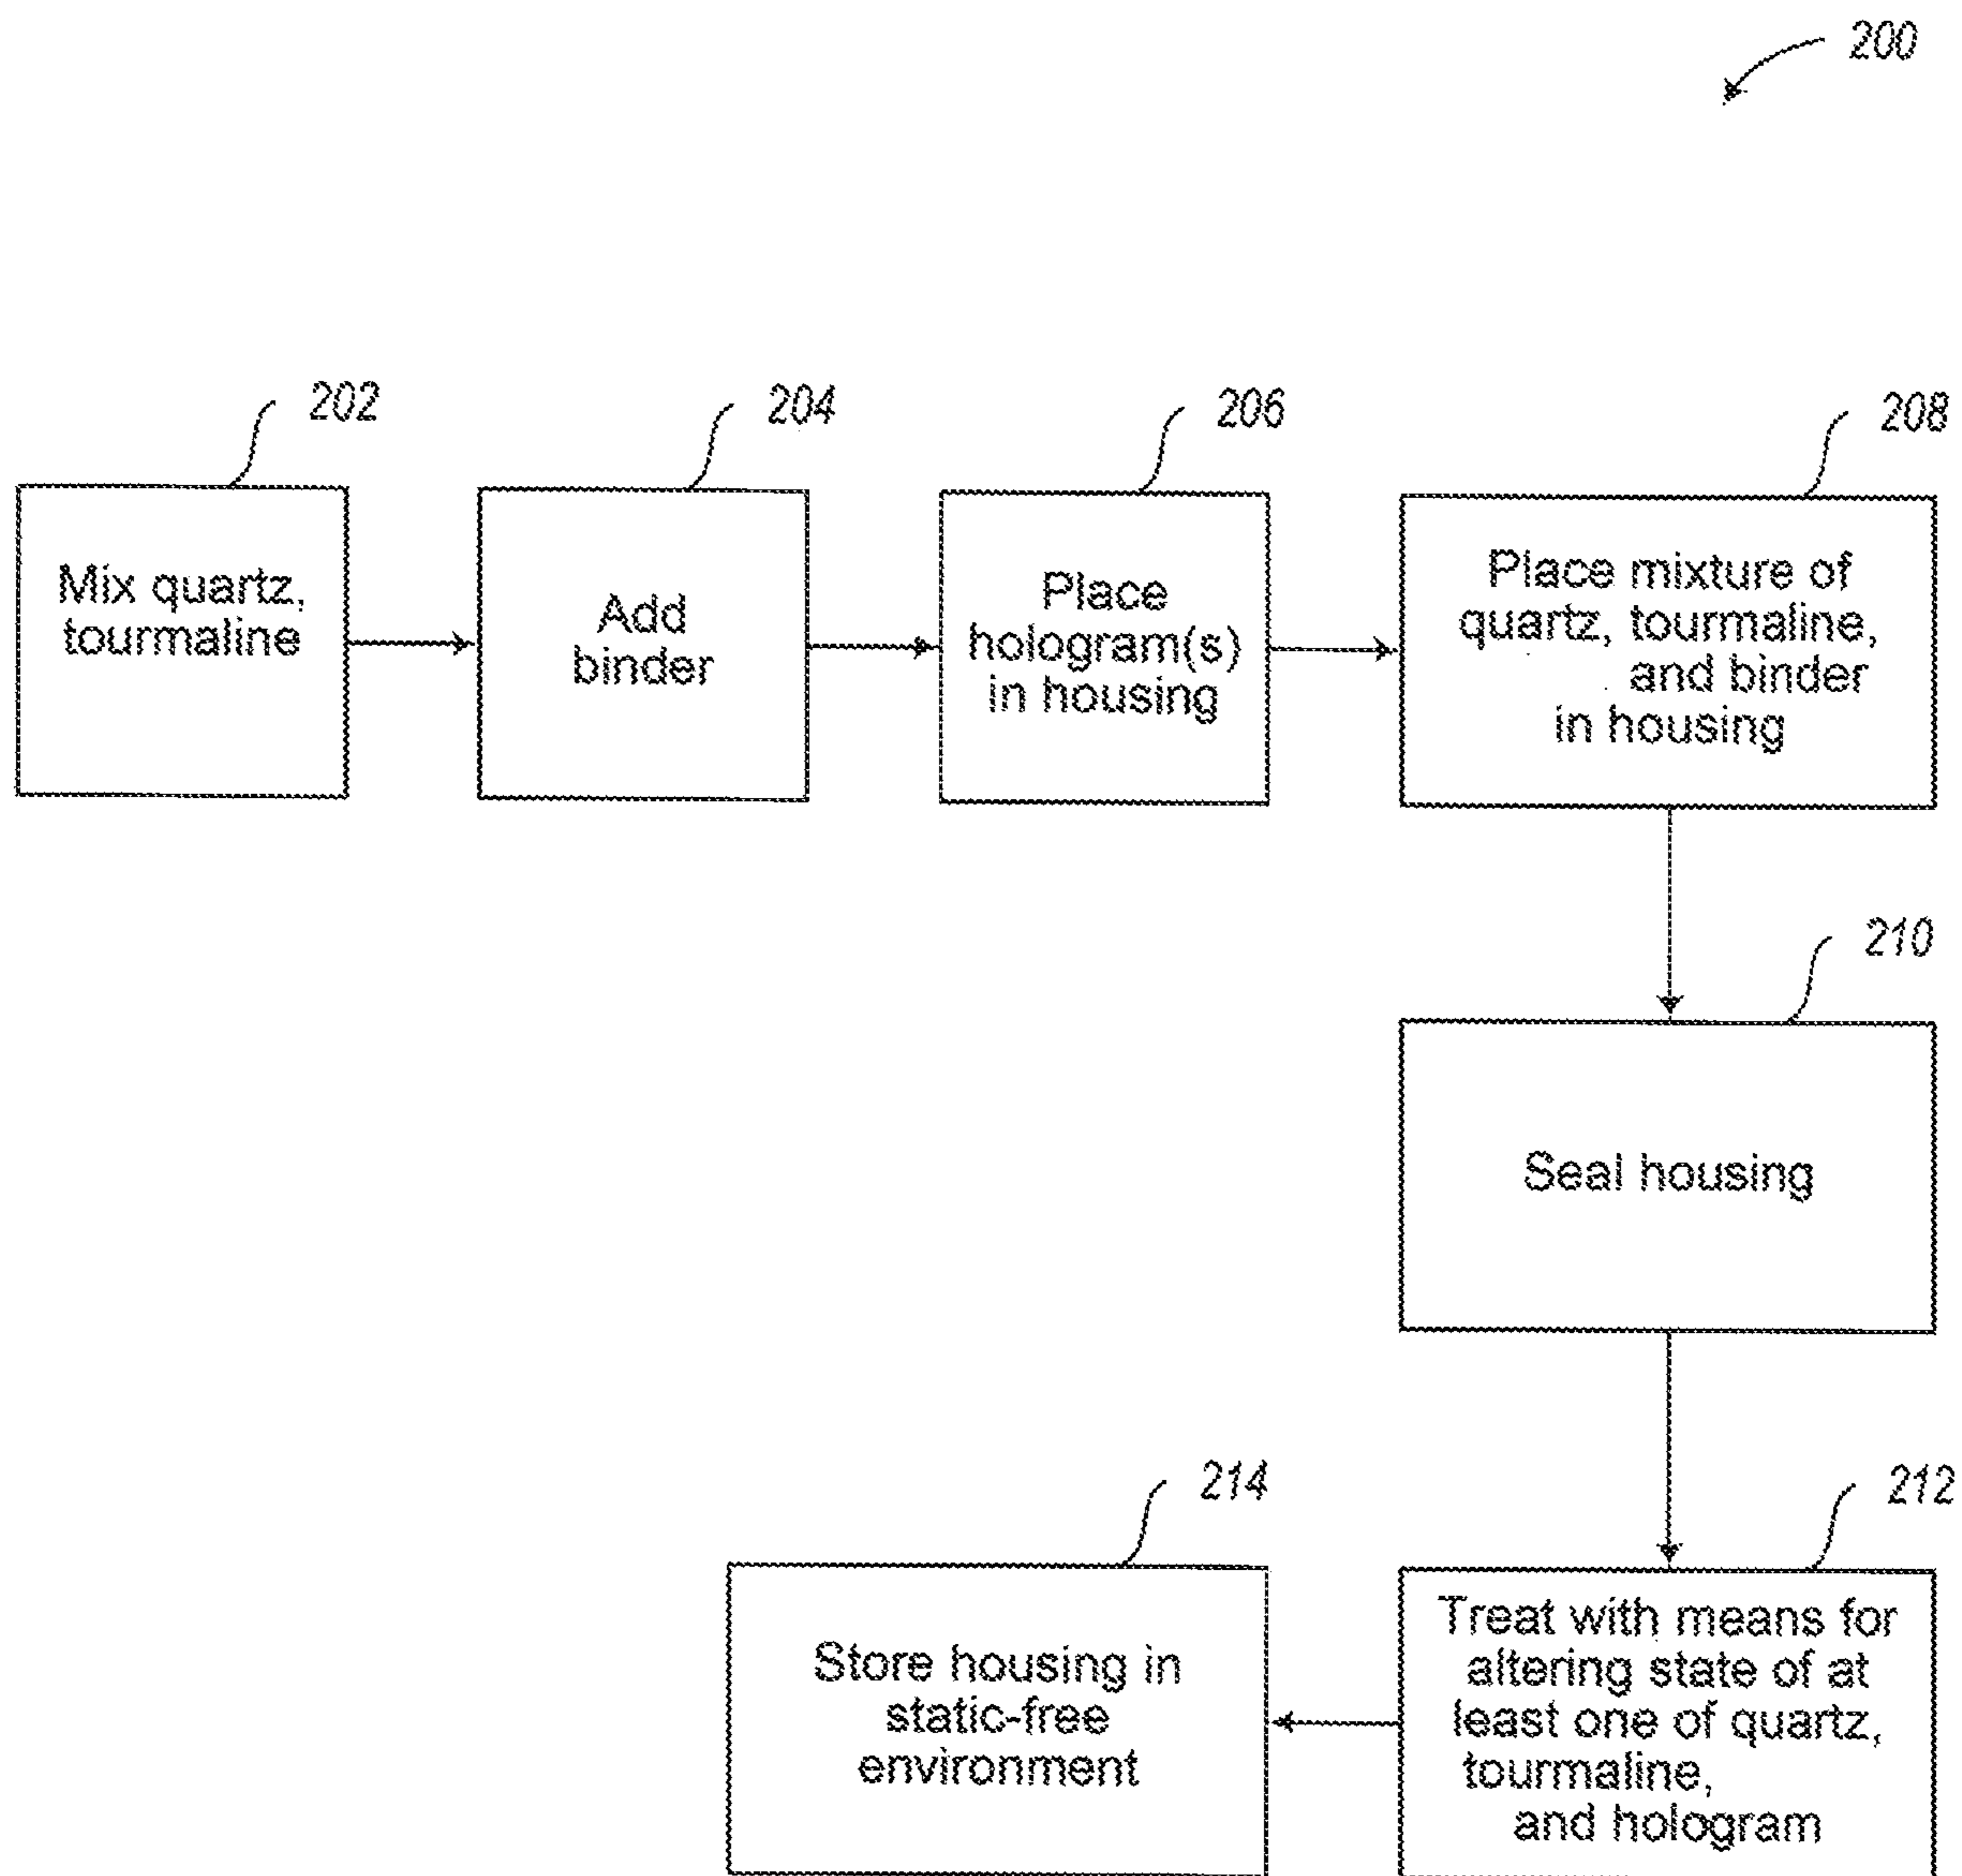 200
202
Mix quartz,
tourmaline
204
Add
binder
206
Place
hologram(s)
in housing
208
Place mixture of
quartz, tourmaline,
and binder
in housing
210
Seal housing
212
Treat with means for
altering state of at
least one of quartz,
tourmaline,
and hologram
214
Store housing in
static-free
environment